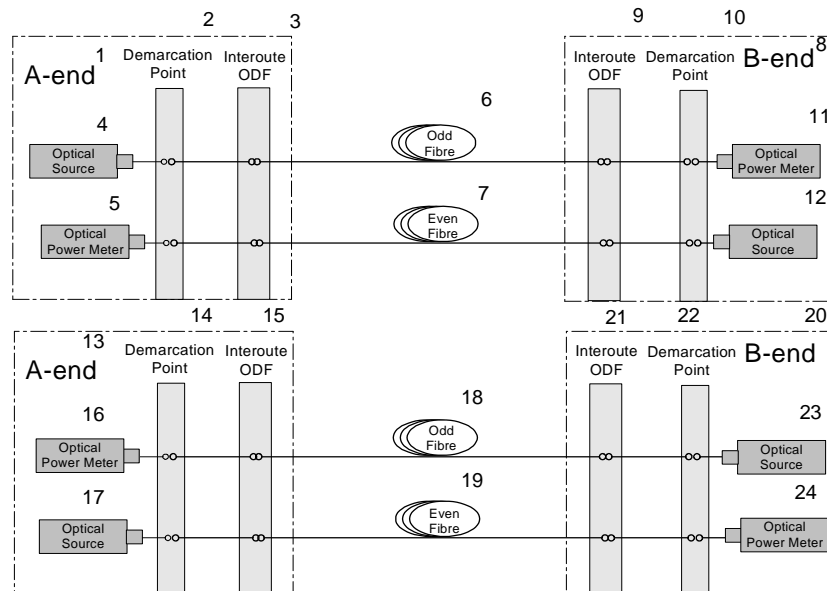 2 3 9 10
1 Demarcation Point Interoute ODF Interoute ODF Demarcation Point 8
A-end B-end
4 6 11
Optical Source Odd Fibre Optical Power Meter
5 7 12
Optical Power Meter Even Fibre Optical Source
14 15 21 22 20
13 Demarcation Point Interoute ODF Interoute ODF Demarcation Point
A-end B-end
16 18 23
Optical Power Meter Odd Fibre Optical Source
17 19 24
Optical Source Even Fibre Optical Power Meter